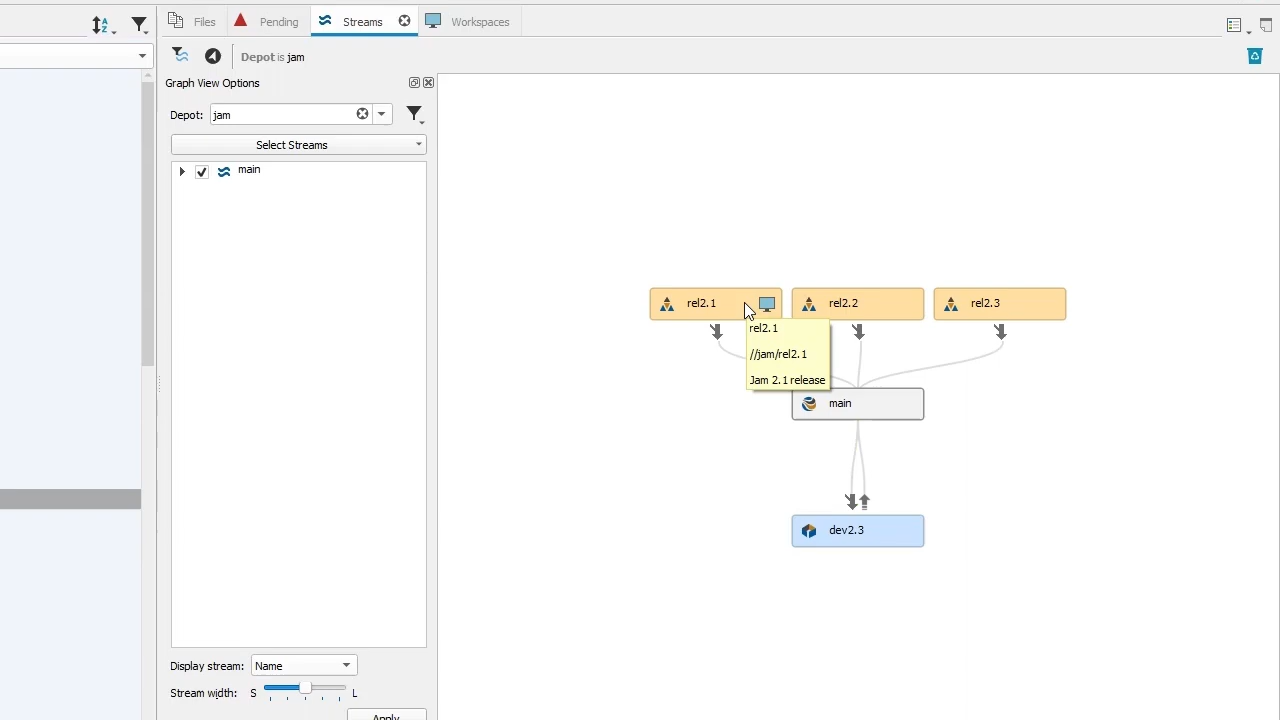 Files
Pending
Streams
Workspaces
Depot is jam
Graph View Options
Depot: jam
Select Streams
main
rel2.1
rel2.2
rel2.3
rel2.1
//jam/rel2.1
Jam 2.1 release
main
dev2.3
Display stream: Name
Stream width: S L
Apply